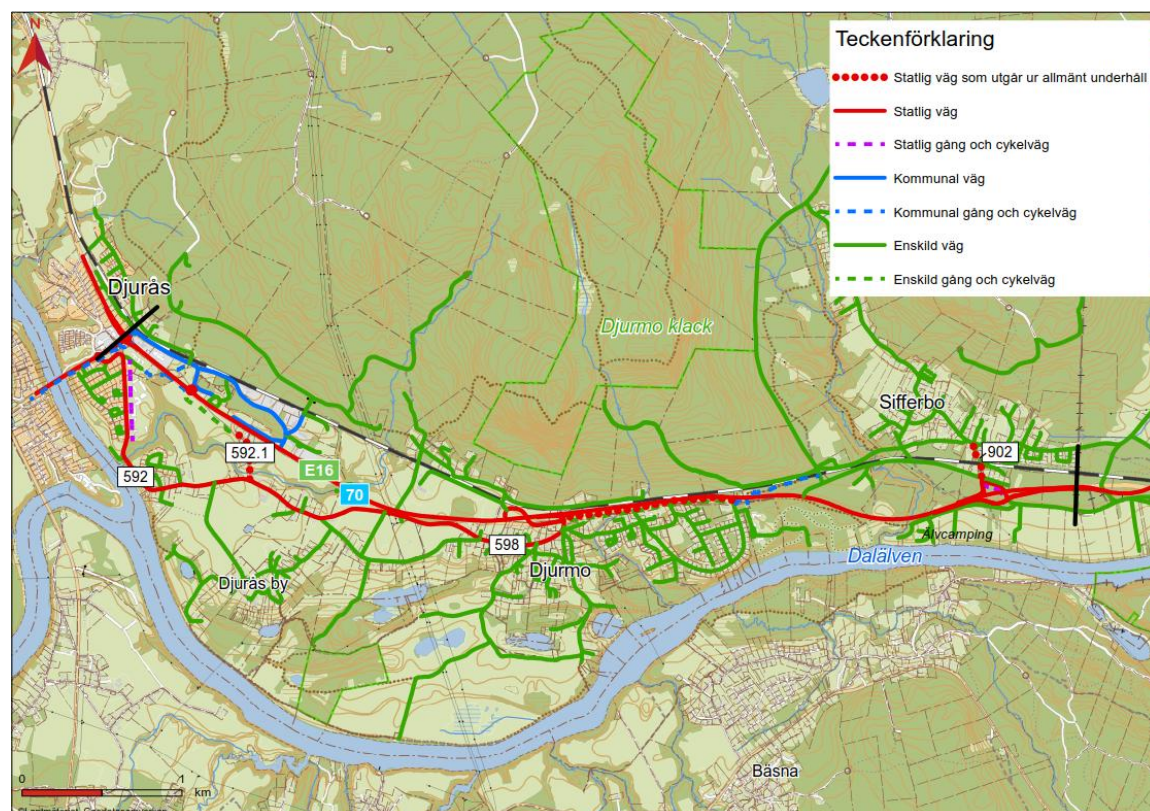 N
Teckenförklaring
Statlig väg som utgår ur allmänt underhåll
Statlig väg
Statlig gång och cykelväg
Kommunal väg
Kommunal gång och cykelväg
Enskild väg
Enskild gång och cykelväg
Djurås
Djurmo klack
Sifferbo
902
592.1
E16
592
70
598
Älvcamping
Djurmo
Dalälven
Djurås by
Bäsna
0 1
km